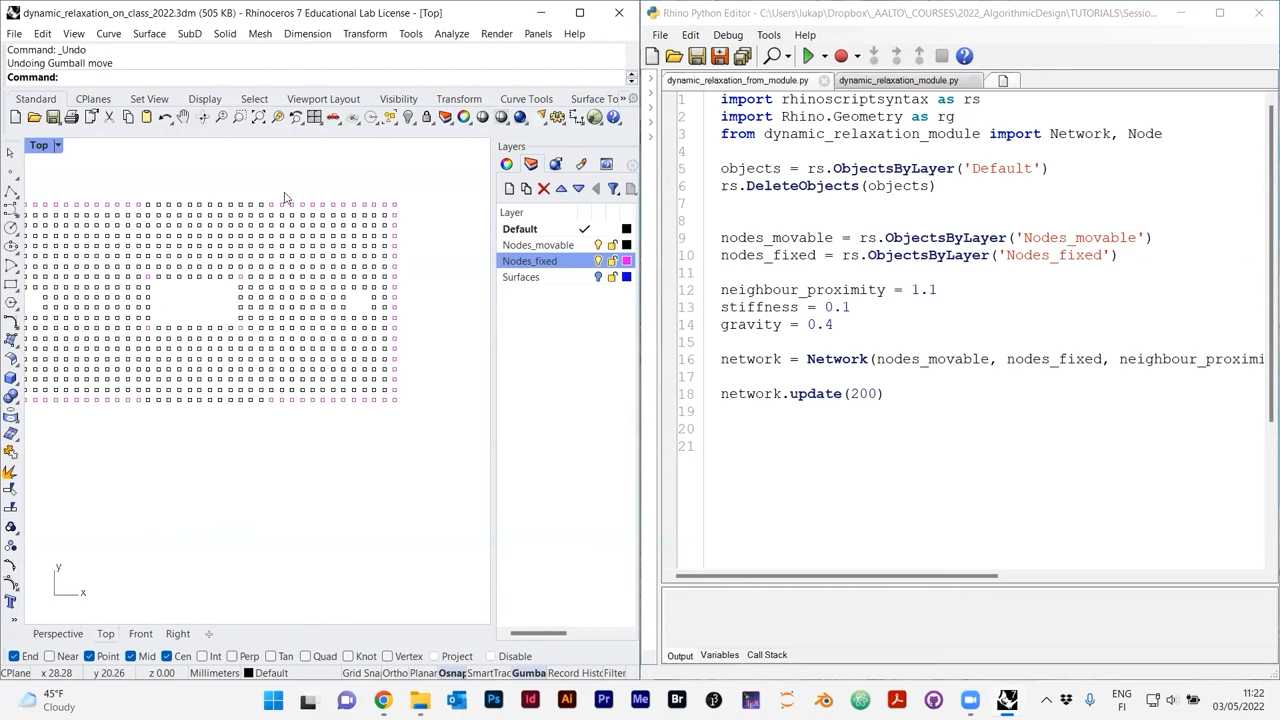 dynamic_relaxation_on_class_2022.3dm (505 KB) - Rhinoceros 7 Educational Lab License - [Top]
File Edit View Curve Surface SubD Solid Mesh Dimension Transform Tools Analyze Render Panels Help
Command: _Undo
Undoing Gumball move
Command:
Standard CPlanes Set View Display Select Viewport Layout Visibility Transform Curve Tools Surface To
Top
Layers
Layer
Default
Nodes_movable
Nodes_fixed
Surfaces
y
x
Perspective Top Front Right
End Near Point Mid Cen Int Perp Tan Quad Knot Vertex Project Disable
CPlane x 28.28 y 20.26 z 0.00 Millimeters Default Grid Sna Ortho Planar Osnap SmartTrac Gumba Record Histo Filter
Rhino Python Editor - C:\Users\lukap\Dropbox\_AALTO\_COURSES\2022_AlgorithmicDesign\TUTORIALS\Sessio...
File Edit Debug Tools Help
dynamic_relaxation_from_module.py dynamic_relaxation_module.py
1 import rhinoscriptsyntax as rs
2 import Rhino.Geometry as rg
3 from dynamic_relaxation_module import Network, Node
4
5 objects = rs.ObjectsByLayer('Default')
6 rs.DeleteObjects(objects)
7
8
9 nodes_movable = rs.ObjectsByLayer('Nodes_movable')
10 nodes_fixed = rs.ObjectsByLayer('Nodes_fixed')
11
12 neighbour_proximity = 1.1
13 stiffness = 0.1
14 gravity = 0.4
15
16 network = Network(nodes_movable, nodes_fixed, neighbour_proximi
17
18 network.update(200)
19
20
21
Output Variables Call Stack
45°F
Cloudy
ENG
FI
11:22
03/05/2022